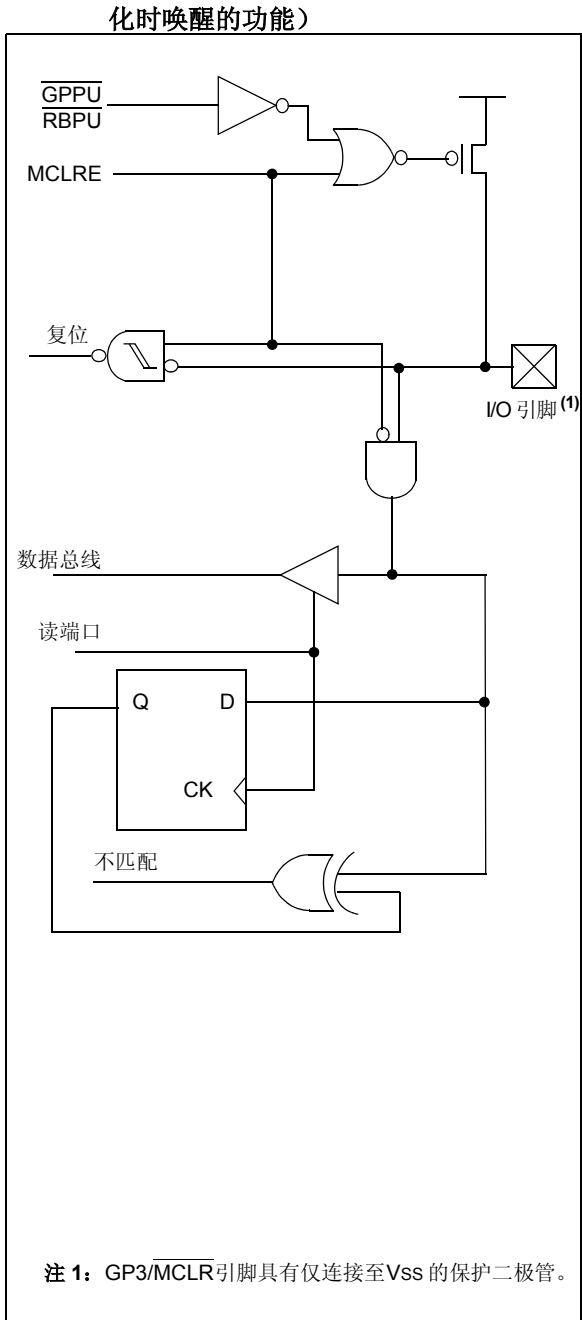 化时唤醒的功能）
GPPU
RBPU
MCLRE
复位
I/O 引脚(1)
数据总线
读端口
Q D
CK
不匹配
注 1：GP3/MCLR引脚具有仅连接至Vss 的保护二极管。